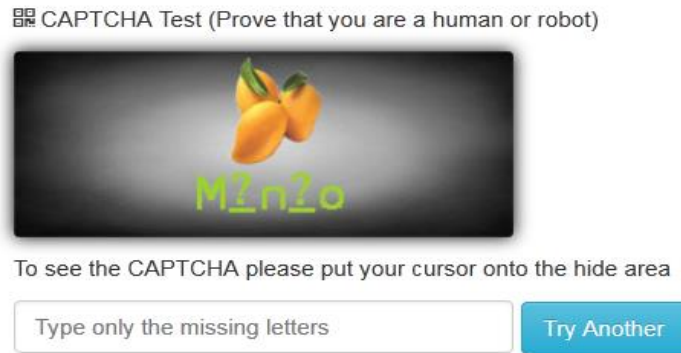 CAPTCHA Test (Prove that you are a human or robot)
M?n?o
To see the CAPTCHA please put your cursor onto the hide area
Type only the missing letters
Try Another